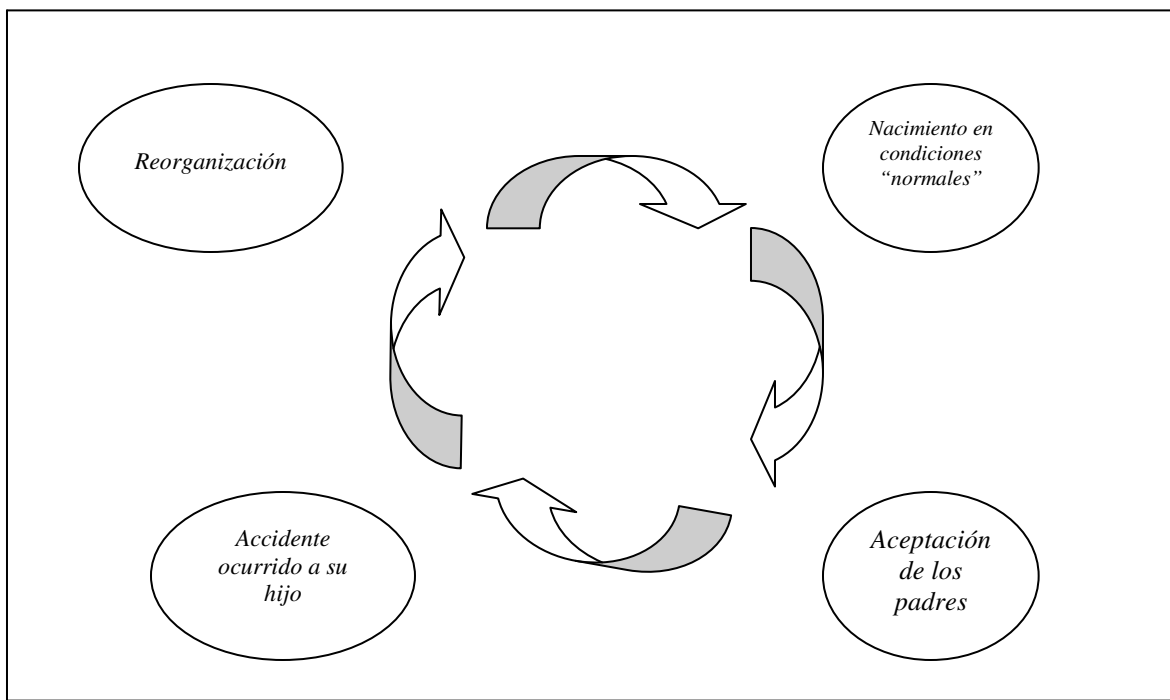 Reorganización
Nacimiento en
condiciones
“normales”
Accidente
ocurrido a su
hijo
Aceptación
de los
padres